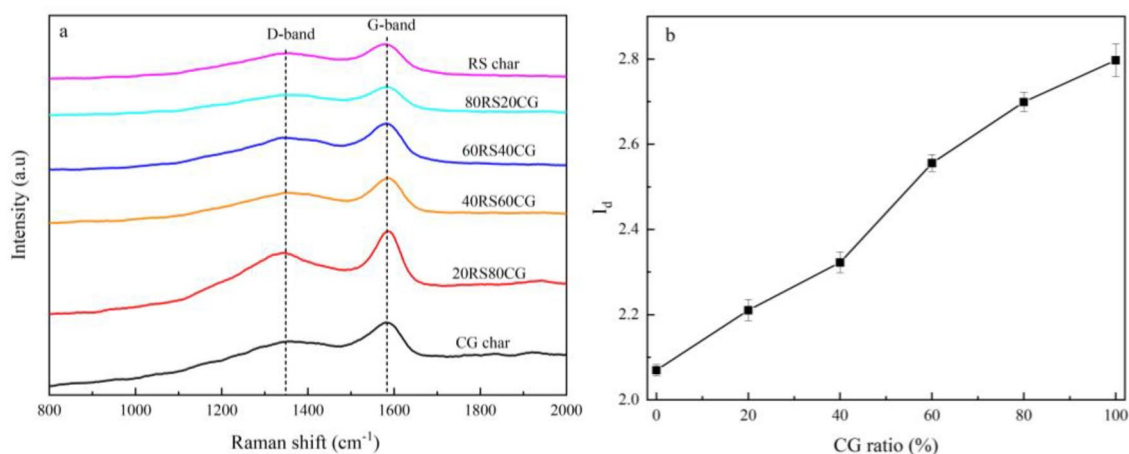 a
D-band
G-band
RS char
80RS20CG
60RS40CG
40RS60CG
20RS80CG
CG char
Intensity (a.u)
800
1000
1200
1400
1600
1800
2000
Raman shift (cm⁻¹)
b
2.8
2.6
2.4
2.2
2.0
I_d
0
20
40
60
80
100
CG ratio (%)